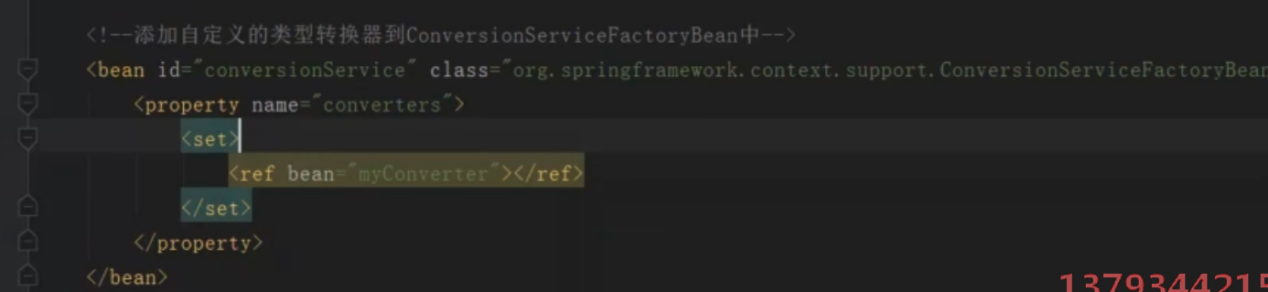 <!--添加自定义的类型转换器到ConversionServiceFactoryBean中-->
<bean id="conversionService" class="org.springframework.context.support.ConversionServiceFactoryBean
<property name="converters">
<set>
<ref bean="myConverter"></ref>
</set>
</property>
</bean>
1379344215